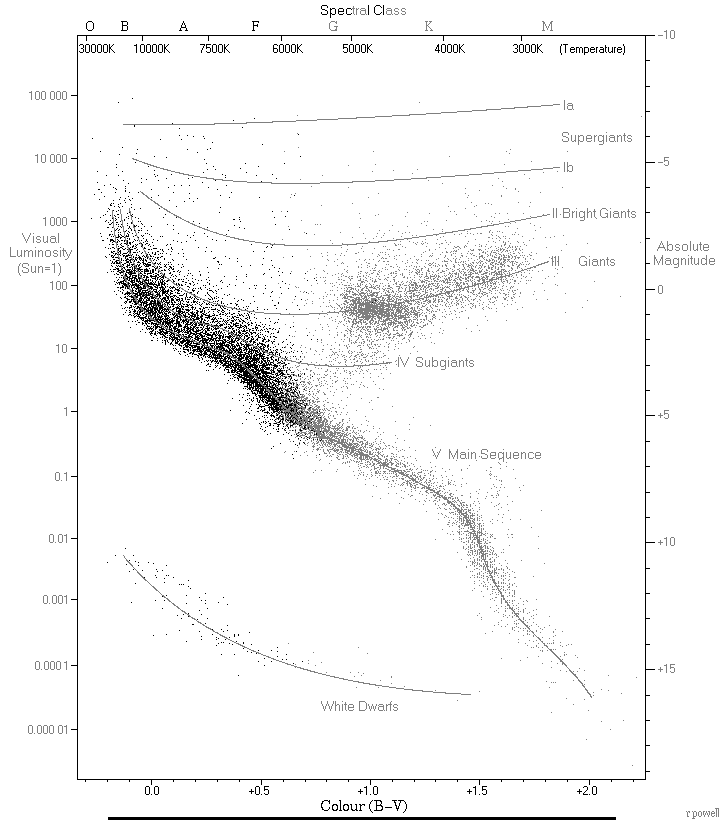 Spectral Class
O B A F G K M
30000K 10000K 7500K 6000K 5000K 4000K 3000K (Temperature)
-10
100 000
Ia
Supergiants
10 000
-5
Ib
1000
II Bright Giants
Visual
Luminosity
(Sun=1)
Absolute
Magnitude
III Giants
100
0
10
IV Subgiants
1
+5
V Main Sequence
0.1
0.01
+10
0.001
0.0001
+15
White Dwarfs
0.000 01
0.0 +0.5 +1.0 +1.5 +2.0
Colour (B-V)
r powell